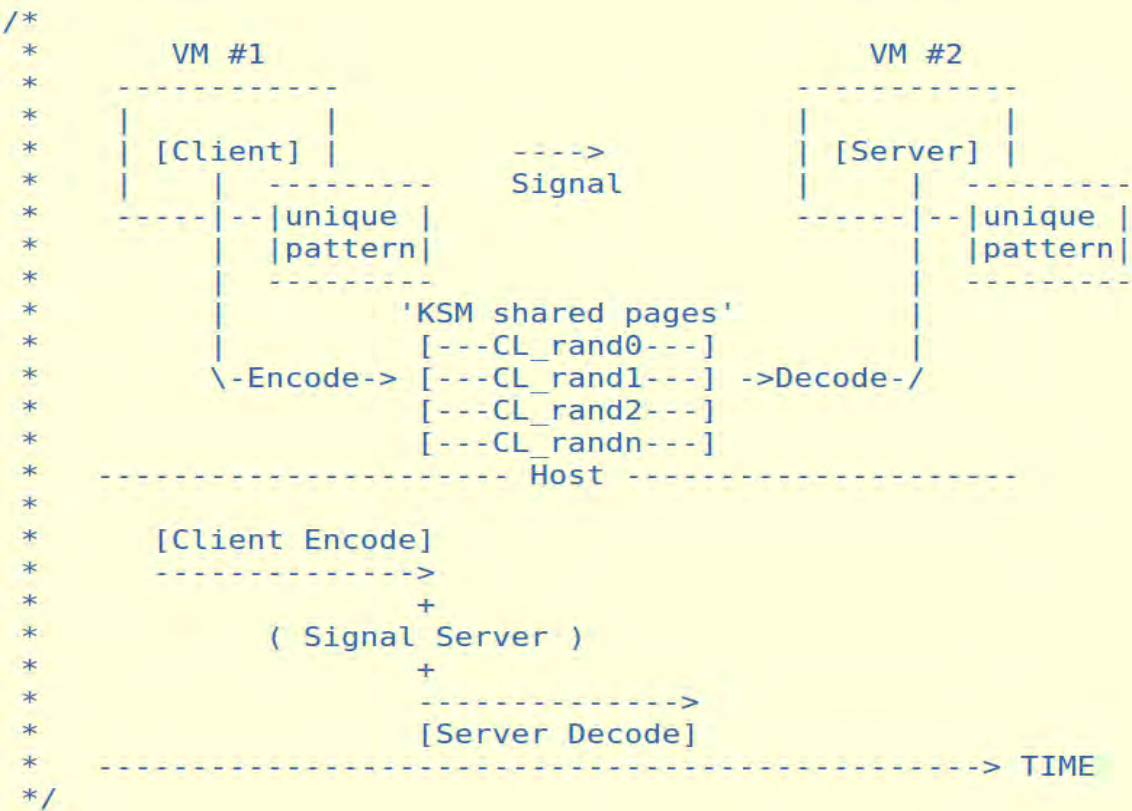 /*
 *       VM #1                                VM #2
 *    ------------                        ------------
 *    |          |                        |          |
 *    | [Client] |         ---->          | [Server] |
 *    |    |  ---------    Signal         |     |  ---------
 *    -----|--|unique |                   ------|--|unique |
 *         |  |pattern|                         |  |pattern|
 *         |  ---------                         |  ---------
 *         |         'KSM shared pages'         |
 *         |          [---CL_rand0---]          |
 *         \-Encode-> [---CL_rand1---] ->Decode-/
 *                    [---CL_rand2---]
 *                    [---CL_randn---]
 *   ---------------------- Host ---------------------
 *
 *      [Client Encode]
 *      -------------->
 *                    +
 *            ( Signal Server )
 *                    +
 *                    -------------->
 *                    [Server Decode]
 *   -----------------------------------------------> TIME
 */